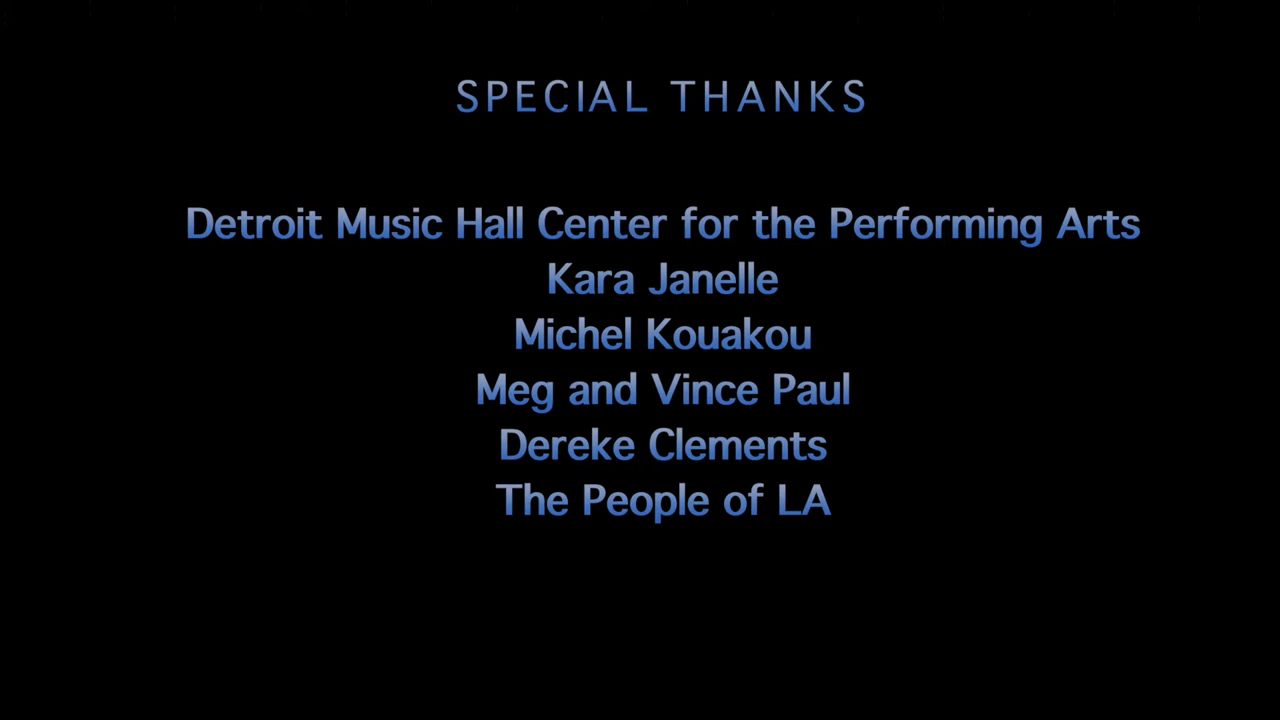 SPECIAL THANKS
Detroit Music Hall Center for the Performing Arts
Kara Janelle
Michel Kouakou
Meg and Vince Paul
Dereke Clements
The People of LA